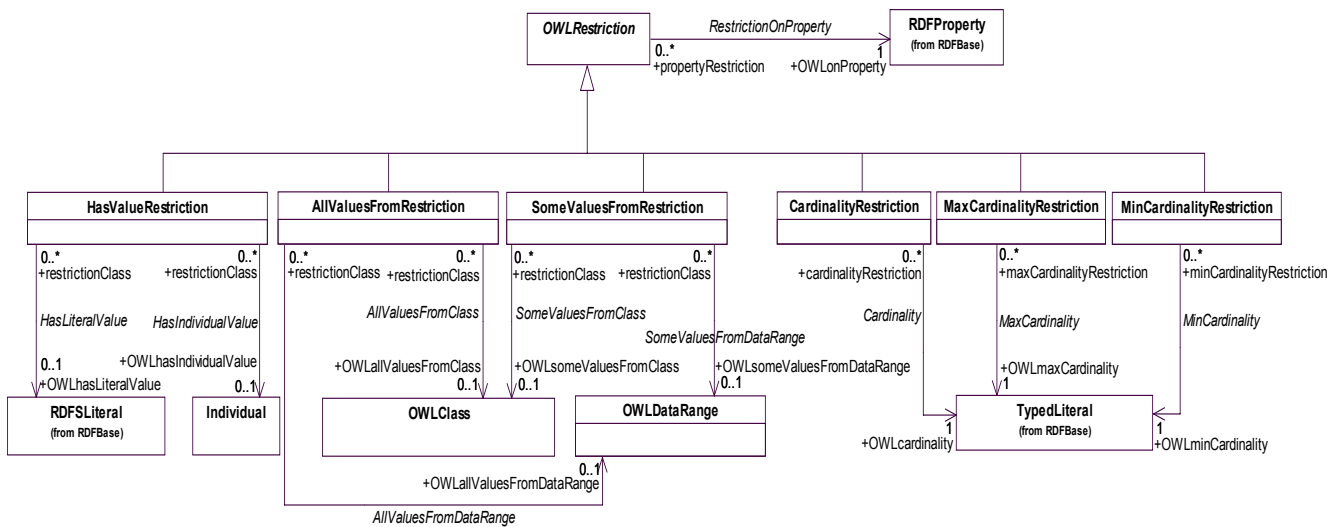 OWLRestriction
RestrictionOnProperty
RDFProperty
(from RDFBase)
0..*
1
+propertyRestriction
+OWLonProperty
HasValueRestriction
AllValuesFromRestriction
SomeValuesFromRestriction
CardinalityRestriction
MaxCardinalityRestriction
MinCardinalityRestriction
0..*
+restrictionClass
0..*
+restrictionClass
0..*
+restrictionClass
0..*
+restrictionClass
0..*
+restrictionClass
0..*
+restrictionClass
0..*
+cardinalityRestriction
0..*
+maxCardinalityRestriction
0..*
+minCardinalityRestriction
HasLiteralValue
HasIndividualValue
AllValuesFromClass
SomeValuesFromClass
SomeValuesFromDataRange
Cardinality
MaxCardinality
MinCardinality
0..1
+OWLhasLiteralValue
+OWLhasIndividualValue
0..1
+OWLallValuesFromClass
0..1
+OWLsomeValuesFromClass
0..1
+OWLsomeValuesFromDataRange
0..1
+OWLmaxCardinality
1
RDFSLiteral
(from RDFBase)
Individual
OWLClass
OWLDataRange
TypedLiteral
(from RDFBase)
1
+OWLcardinality
1
+OWLminCardinality
0..1
+OWLallValuesFromDataRange
AllValuesFromDataRange